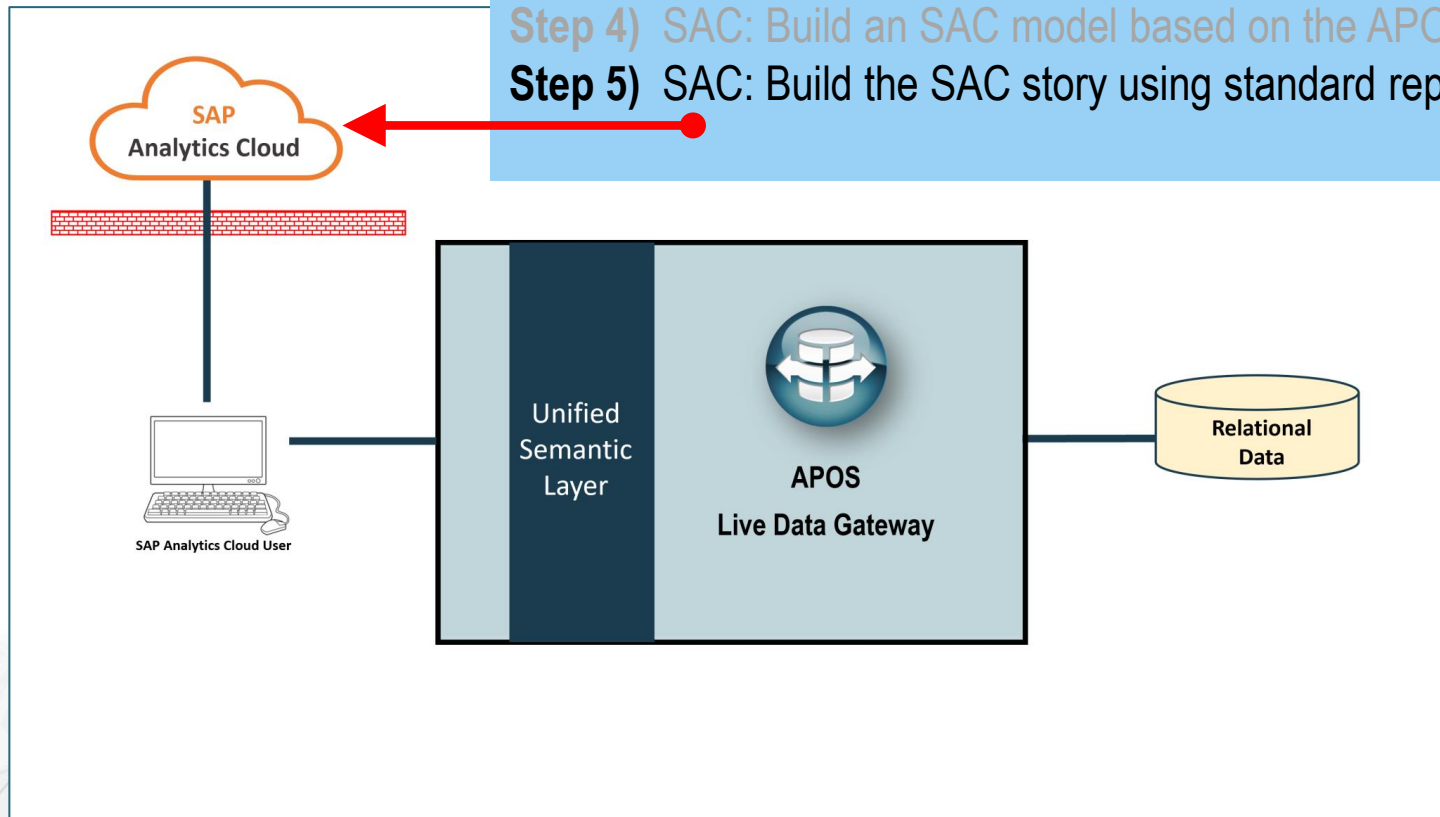 Step 4) SAC: Build an SAC model based on the APO
Step 5) SAC: Build the SAC story using standard rep
SAP
Analytics Cloud
Unified
Semantic
Layer
APOS
Live Data Gateway
Relational
Data
SAP Analytics Cloud User